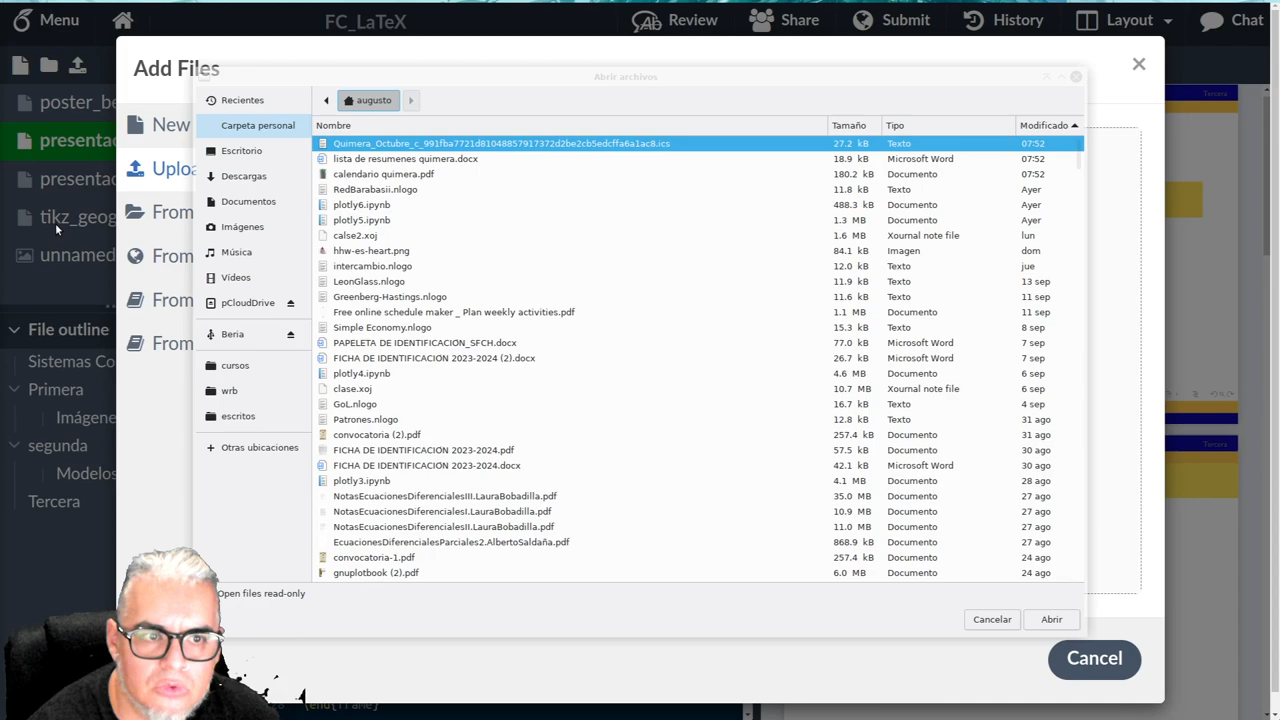 Menu
FC_LaTeX
Review
Share
Submit
History
Layout
Chat
Add Files
Abrir archivos
poster_be
presentac
presentac
tikz_geog
unnamed
File outline
Sistemas Co
Primera
Imágene
segunda
Modelos
Tercera
New
Uploa
From
From
From
From
Recientes
Carpeta personal
Escritorio
Descargas
Documentos
Imágenes
Música
Vídeos
pCloudDrive
Beria
cursos
wrb
escritos
Otras ubicaciones
augusto
Nombre Tamaño Tipo Modificado
Quimera_Octubre_c_991fba7721d81048857917372d2be2cb5edcffa6a1ac8.ics 27.2 kB Texto 07:52
lista de resumenes quimera.docx 18.9 kB Microsoft Word 07:52
calendario quimera.pdf 180.2 kB Documento 07:52
RedBarabasii.nlogo 11.8 kB Texto Ayer
plotly6.ipynb 488.3 kB Documento Ayer
plotly5.ipynb 1.3 MB Documento Ayer
calse2.xoj 1.6 MB Xournal note file lun
hhw-es-heart.png 84.1 kB Imagen dom
intercambio.nlogo 12.0 kB Texto jue
LeonGlass.nlogo 11.9 kB Texto 13 sep
Greenberg-Hastings.nlogo 11.6 kB Texto 11 sep
Free online schedule maker _ Plan weekly activities.pdf 1.1 MB Documento 11 sep
Simple Economy.nlogo 15.3 kB Texto 8 sep
PAPELETA DE IDENTIFICACIÓN_SFCH.docx 77.0 kB Microsoft Word 7 sep
FICHA DE IDENTIFICACIÓN 2023-2024 (2).docx 26.7 kB Microsoft Word 7 sep
plotly4.ipynb 4.6 MB Documento 6 sep
clase.xoj 10.7 MB Xournal note file 6 sep
GoL.nlogo 16.7 kB Texto 4 sep
Patrones.nlogo 12.8 kB Texto 31 ago
convocatoria (2).pdf 257.4 kB Documento 31 ago
FICHA DE IDENTIFICACIÓN 2023-2024.pdf 57.5 kB Documento 30 ago
FICHA DE IDENTIFICACIÓN 2023-2024.docx 42.1 kB Microsoft Word 30 ago
plotly3.ipynb 4.1 MB Documento 28 ago
NotasEcuacionesDiferencialesIII.LauraBobadilla.pdf 35.0 MB Documento 27 ago
NotasEcuacionesDiferencialesI.LauraBobadilla.pdf 10.9 MB Documento 27 ago
NotasEcuacionesDiferencialesII.LauraBobadilla.pdf 11.0 MB Documento 27 ago
EcuacionesDiferencialesParciales2.AlbertoSaldaña.pdf 868.9 kB Documento 27 ago
convocatoria-1.pdf 257.4 kB Documento 24 ago
gnuplotbook (2).pdf 6.0 MB Documento 24 ago
Open files read-only
Cancelar
Abrir
Cancel
Tercera
Tercera
\end{frame}